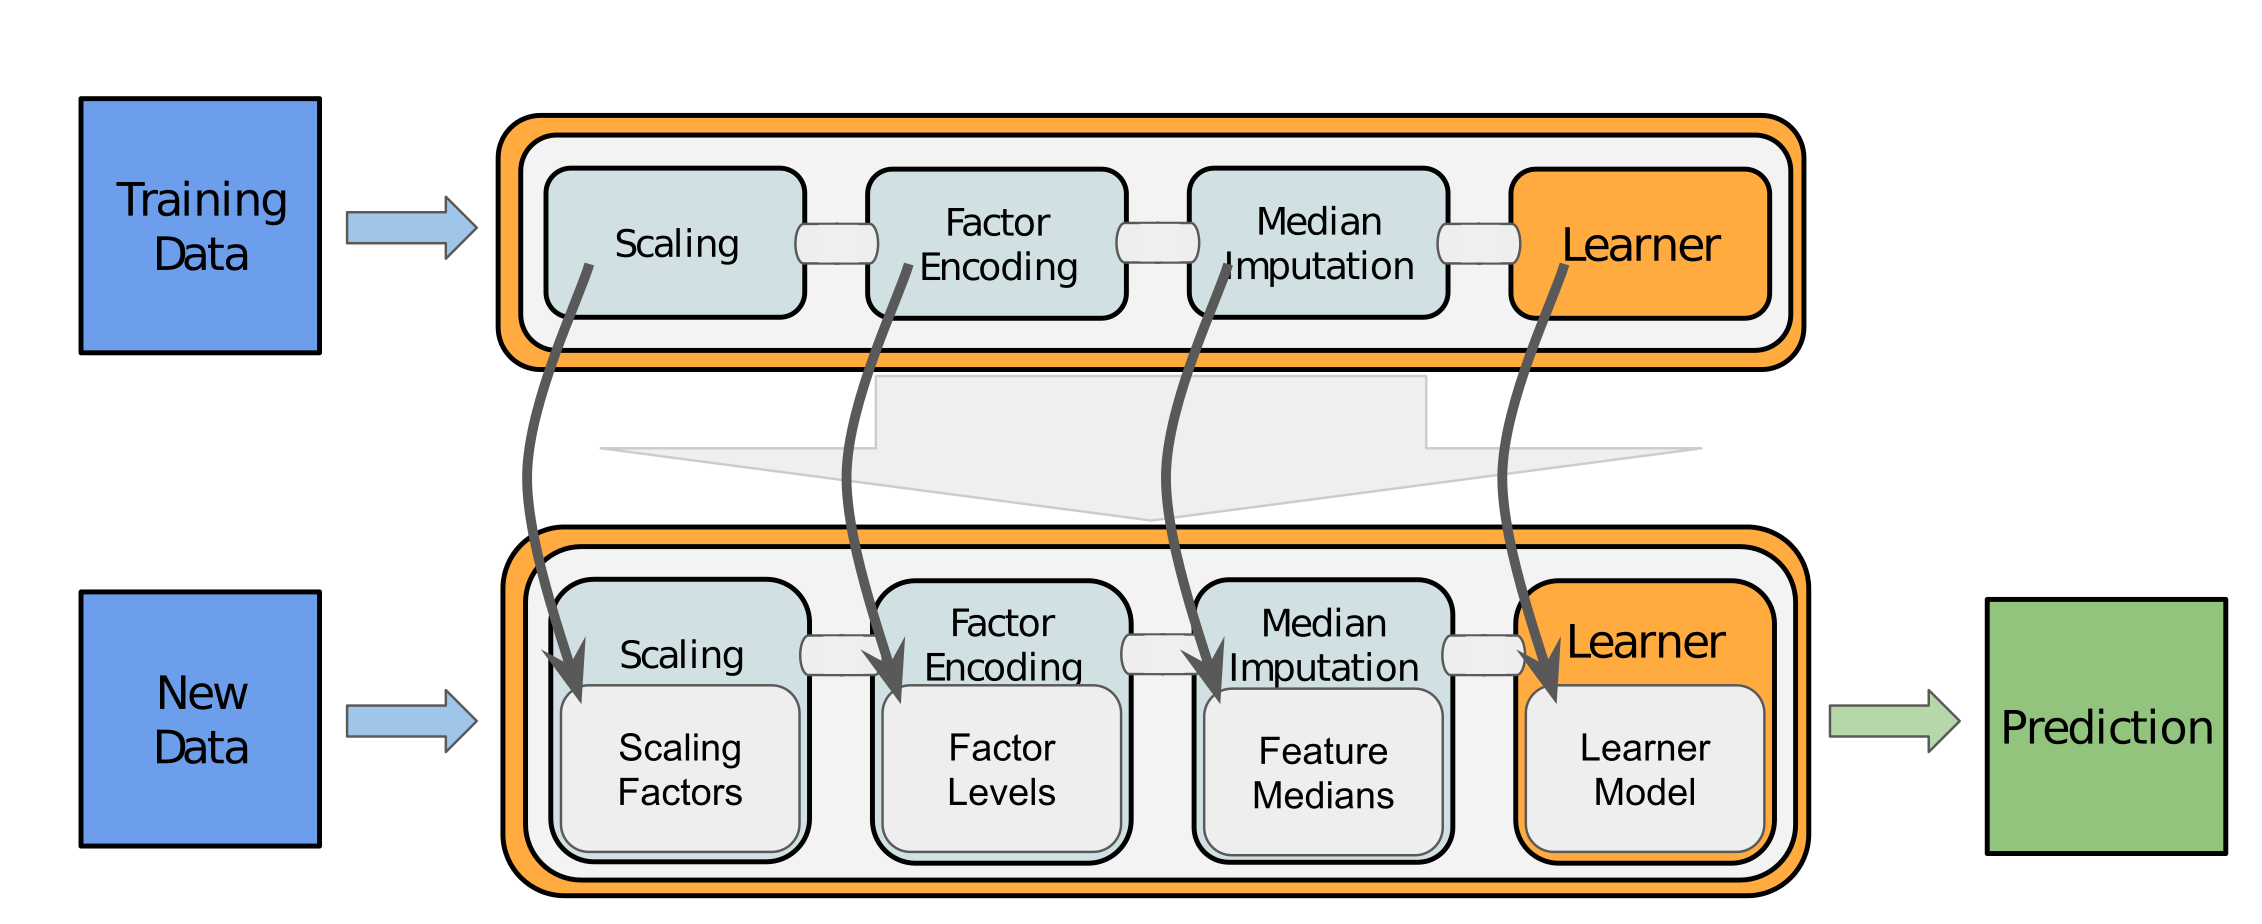 Training
Data
Scaling
Factor
Encoding
Median
Imputation
Learner
New
Data
Scaling
Factor
Encoding
Median
Imputation
Learner
Scaling
Factors
Factor
Levels
Feature
Medians
Learner
Model
Prediction